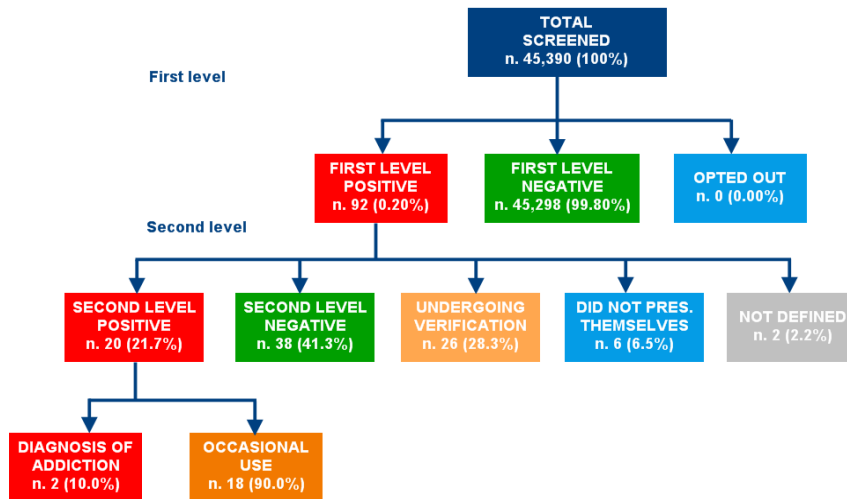 TOTAL
SCREENED
n. 45,390 (100%)
First level
FIRST LEVEL
POSITIVE
n. 92 (0.20%)
FIRST LEVEL
NEGATIVE
n. 45,298 (99.80%)
OPTED OUT
n. 0 (0.00%)
Second level
SECOND LEVEL
POSITIVE
n. 20 (21.7%)
SECOND LEVEL
NEGATIVE
n. 38 (41.3%)
UNDERGOING
VERIFICATION
n. 26 (28.3%)
DID NOT PRES.
THEMSELVES
n. 6 (6.5%)
NOT DEFINED
n. 2 (2.2%)
DIAGNOSIS OF
ADDICTION
n. 2 (10.0%)
OCCASIONAL
USE
n. 18 (90.0%)